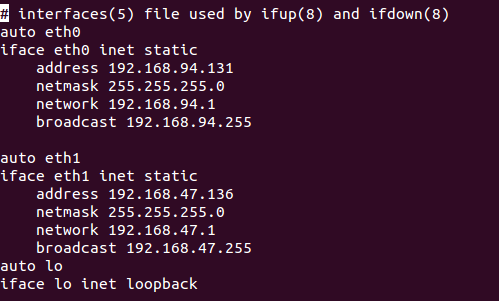 # interfaces(5) file used by ifup(8) and ifdown(8)
auto eth0
iface eth0 inet static
    address 192.168.94.131
    netmask 255.255.255.0
    network 192.168.94.1
    broadcast 192.168.94.255

auto eth1
iface eth1 inet static
    address 192.168.47.136
    netmask 255.255.255.0
    network 192.168.47.1
    broadcast 192.168.47.255
auto lo
iface lo inet loopback